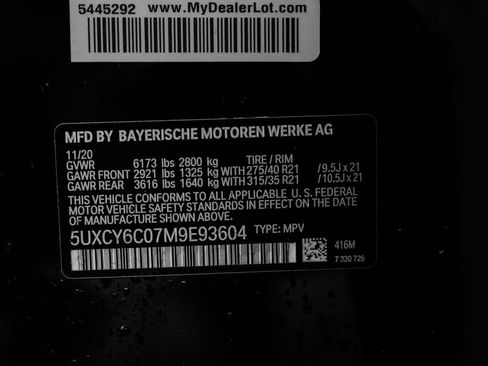 5445292 www.MyDealerLot.com
MFD BY BAYERISCHE MOTOREN WERKE AG
11/20
GVWR 6173 lbs 2800 kg TIRE / RIM
GAWR FRONT 2921 lbs 1325 kg WITH 275/40 R21 /9.5J x 21
GAWR REAR 3616 lbs 1640 kg WITH 315/35 R21 /10.5J x 21
THIS VEHICLE CONFORMS TO ALL APPLICABLE U. S. FEDERAL
MOTOR VEHICLE SAFETY STANDARDS IN EFFECT ON THE
DATE OF MANUFACTURE SHOWN ABOVE.
5UXCY6C07M9E93604 TYPE: MPV
416M
7 320 729